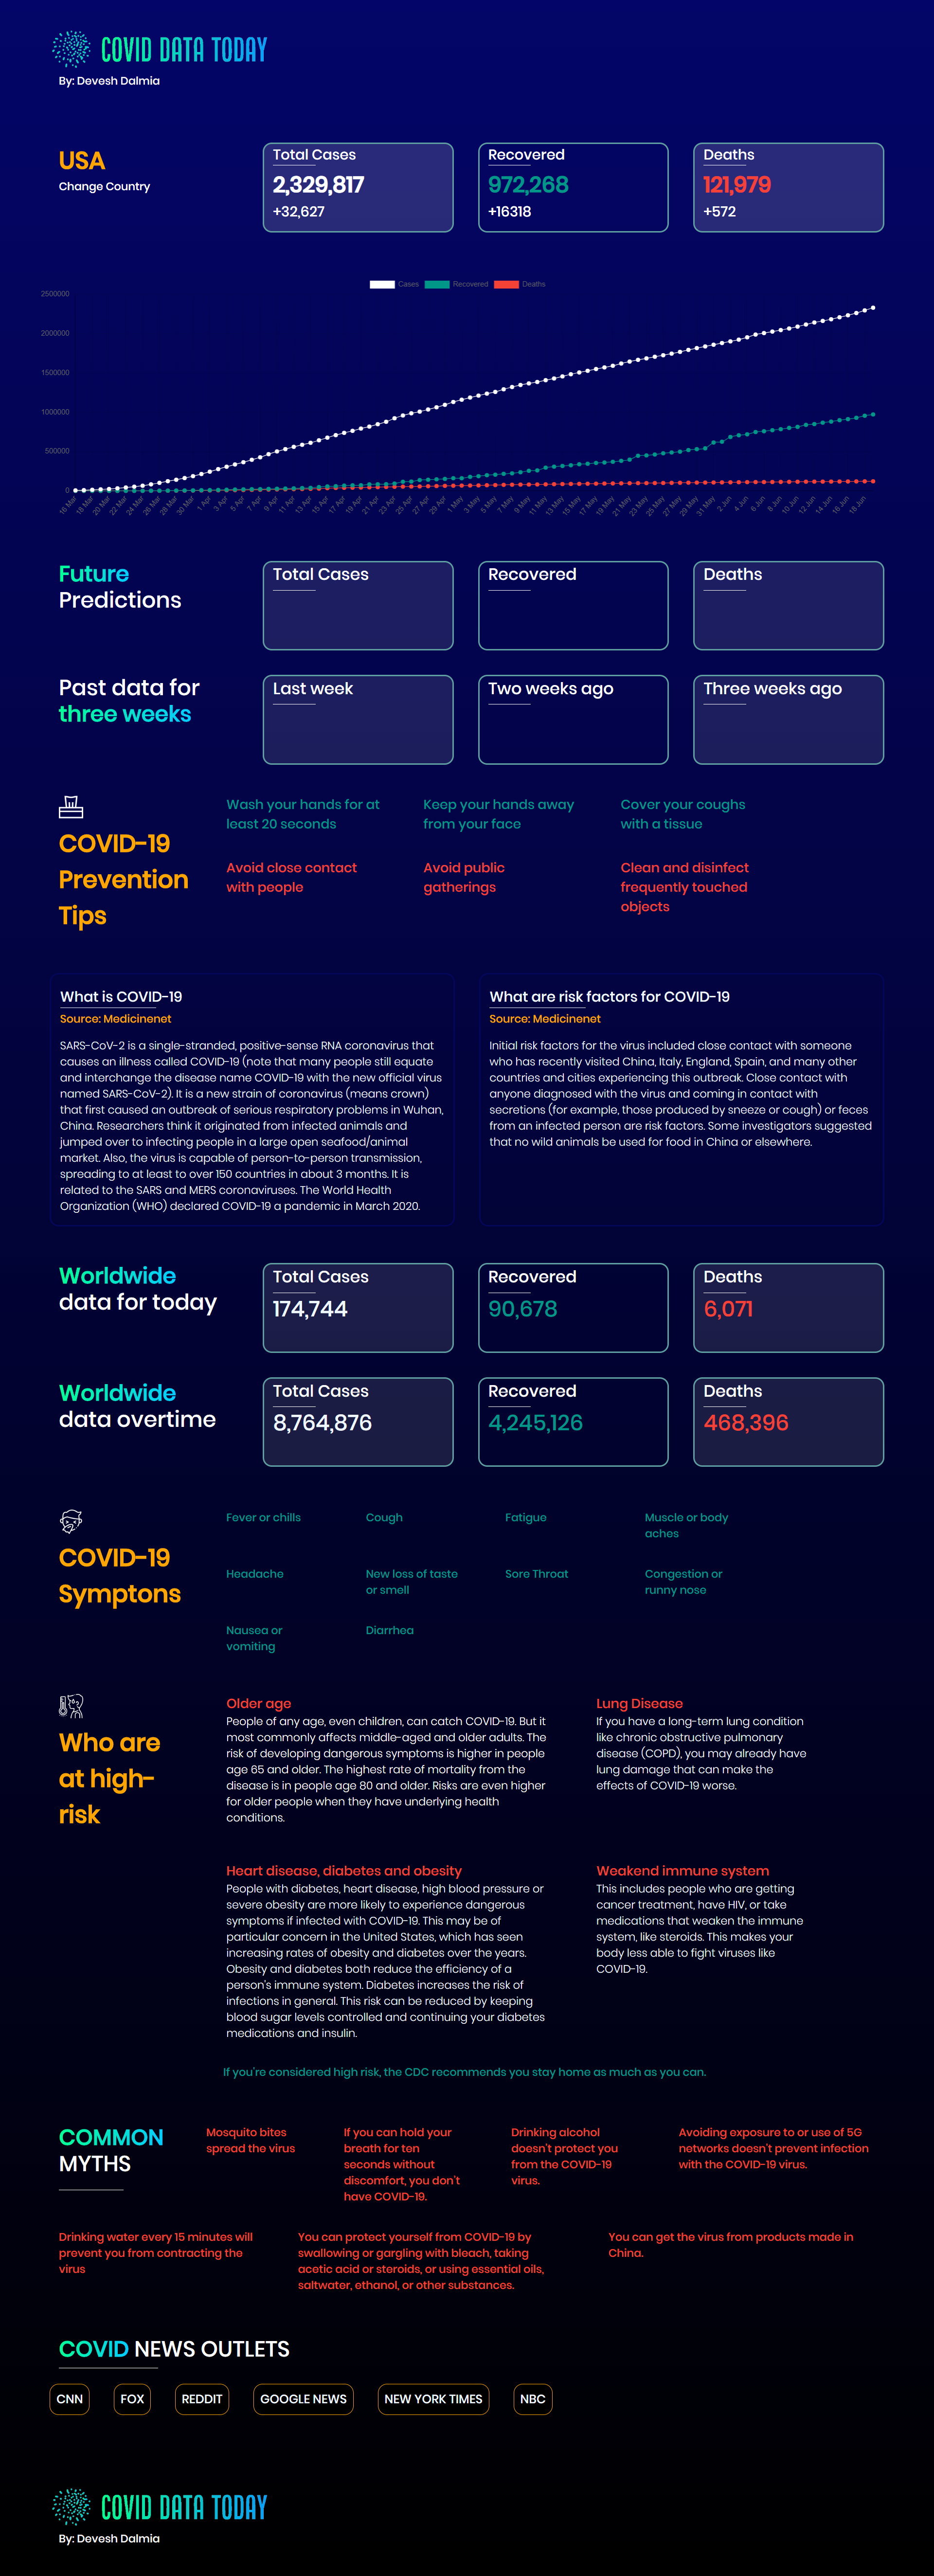 COVID DATA TODAY
By: Devesh Dalmia
USA
Change Country
Total Cases
2,329,817
+32,627
Recovered
972,268
+16318
Deaths
121,979
+572
Cases
Recovered
Deaths
2500000
2000000
1500000
1000000
500000
0
16 Mar
18 Mar
20 Mar
22 Mar
24 Mar
26 Mar
28 Mar
30 Mar
1 Apr
3 Apr
5 Apr
7 Apr
9 Apr
11 Apr
13 Apr
15 Apr
17 Apr
19 Apr
21 Apr
23 Apr
25 Apr
27 Apr
29 Apr
1 May
3 May
5 May
7 May
9 May
11 May
13 May
15 May
17 May
19 May
21 May
23 May
25 May
27 May
29 May
31 May
2 Jun
4 Jun
6 Jun
8 Jun
10 Jun
12 Jun
14 Jun
16 Jun
18 Jun
Future
Predictions
Total Cases
Recovered
Deaths
Past data for
three weeks
Last week
Two weeks ago
Three weeks ago
COVID-19
Prevention
Tips
Wash your hands for at
least 20 seconds
Keep your hands away
from your face
Cover your coughs
with a tissue
Avoid close contact
with people
Avoid public
gatherings
Clean and disinfect
frequently touched
objects
What is COVID-19
Source: Medicinenet
SARS-CoV-2 is a single-stranded, positive-sense RNA coronavirus that
causes an illness called COVID-19 (note that many people still equate
and interchange the disease name COVID-19 with the new official virus
named SARS-CoV-2). It is a new strain of coronavirus (means crown)
that first caused an outbreak of serious respiratory problems in Wuhan,
China. Researchers think it originated from infected animals and
jumped over to infecting people in a large open seafood/animal
market. Also, the virus is capable of person-to-person transmission,
spreading to at least to over 150 countries in about 3 months. It is
related to the SARS and MERS coronaviruses. The World Health
Organization (WHO) declared COVID-19 a pandemic in March 2020.
What are risk factors for COVID-19
Source: Medicinenet
Initial risk factors for the virus included close contact with someone
who has recently visited China, Italy, England, Spain, and many other
countries and cities experiencing this outbreak. Close contact with
anyone diagnosed with the virus and coming in contact with
secretions (for example, those produced by sneeze or cough) or feces
from an infected person are risk factors. Some investigators suggested
that no wild animals be used for food in China or elsewhere.
Worldwide
data for today
Total Cases
174,744
Recovered
90,678
Deaths
6,071
Worldwide
data overtime
Total Cases
8,764,876
Recovered
4,245,126
Deaths
468,396
COVID-19
Symptons
Fever or chills
Cough
Fatigue
Muscle or body
aches
Headache
New loss of taste
or smell
Sore Throat
Congestion or
runny nose
Nausea or
vomiting
Diarrhea
Who are
at high-
risk
Older age
People of any age, even children, can catch COVID-19. But it
most commonly affects middle-aged and older adults. The
risk of developing dangerous symptoms is higher in people
age 65 and older. The highest rate of mortality from the
disease is in people age 80 and older. Risks are even higher
for older people when they have underlying health
conditions.
Lung Disease
If you have a long-term lung condition
like chronic obstructive pulmonary
disease (COPD), you may already have
lung damage that can make the
effects of COVID-19 worse.
Heart disease, diabetes and obesity
People with diabetes, heart disease, high blood pressure or
severe obesity are more likely to experience dangerous
symptoms if infected with COVID-19. This may be of
particular concern in the United States, which has seen
increasing rates of obesity and diabetes over the years.
Obesity and diabetes both reduce the efficiency of a
person's immune system. Diabetes increases the risk of
infections in general. This risk can be reduced by keeping
blood sugar levels controlled and continuing your diabetes
medications and insulin.
Weakend immune system
This includes people who are getting
cancer treatment, have HIV, or take
medications that weaken the immune
system, like steroids. This makes your
body less able to fight viruses like
COVID-19.
If you're considered high risk, the CDC recommends you stay home as much as you can.
COMMON
MYTHS
Mosquito bites
spread the virus
If you can hold your
breath for ten
seconds without
discomfort, you don't
have COVID-19.
Drinking alcohol
doesn't protect you
from the COVID-19
virus.
Avoiding exposure to or use of 5G
networks doesn't prevent infection
with the COVID-19 virus.
Drinking water every 15 minutes will
prevent you from contracting the
virus
You can protect yourself from COVID-19 by
swallowing or gargling with bleach, taking
acetic acid or steroids, or using essential oils,
saltwater, ethanol, or other substances.
You can get the virus from products made in
China.
COVID NEWS OUTLETS
CNN
FOX
REDDIT
GOOGLE NEWS
NEW YORK TIMES
NBC
COVID DATA TODAY
By: Devesh Dalmia